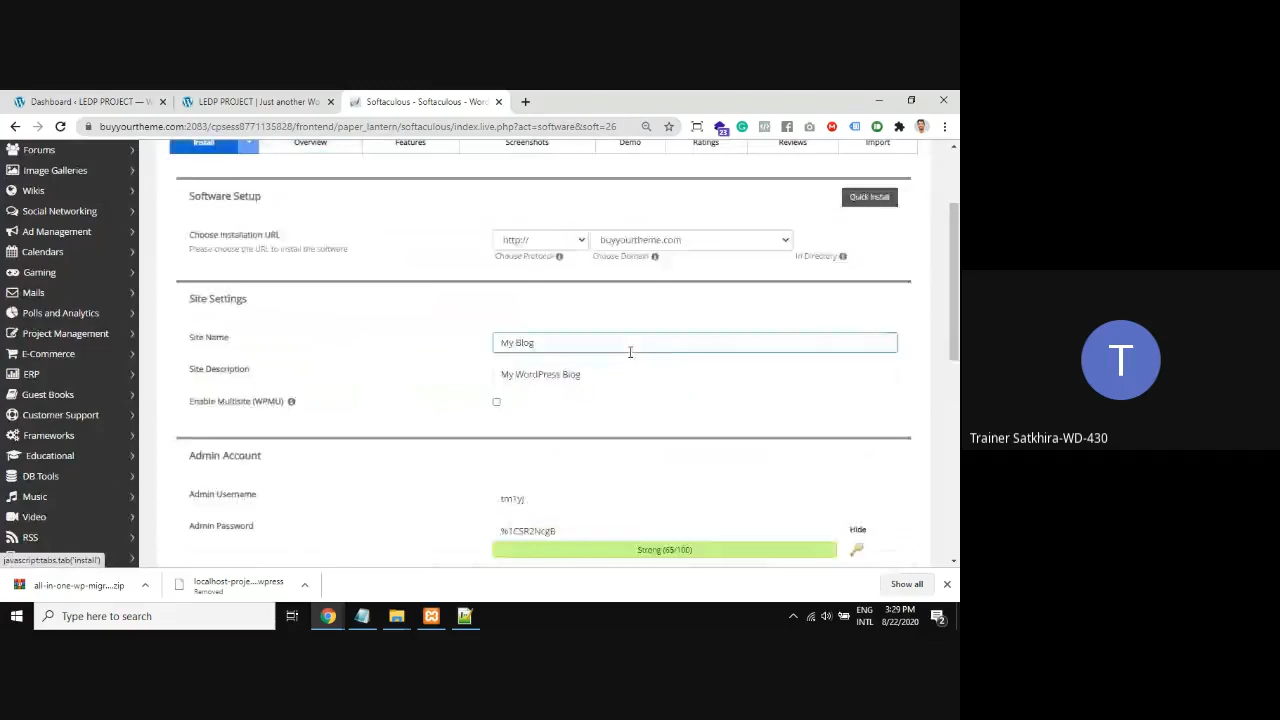 Dashboard ‹ LEDP PROJECT — W
LEDP PROJECT | Just another Wo
Softaculous - Softaculous - Word
buyyourtheme.com:2083/cpsess8771135828/frontend/paper_lantern/softaculous/index.live.php?act=software&soft=26
23
Install
Overview
Features
Screenshots
Demo
Ratings
Reviews
Import
Forums
Image Galleries
Wikis
Social Networking
Ad Management
Calendars
Gaming
Mails
Polls and Analytics
Project Management
E-Commerce
ERP
Guest Books
Customer Support
Frameworks
Educational
DB Tools
Music
Video
RSS
Software Setup
Quick Install
Choose Installation URL
Please choose the URL to install the software
http://
buyyourtheme.com
Choose Protocol
Choose Domain
In Directory
Site Settings
Site Name
My Blog
Site Description
My WordPress Blog
Enable Multisite (WPMU)
Admin Account
Admin Username
tm1yj
Admin Password
%1CSR2NcgB
Hide
Strong (65/100)
javascript:tabs.tab('install')
all-in-one-wp-migr....zip
localhost-proje....wpress
Removed
Show all
Type here to search
ENG
INTL
3:29 PM
8/22/2020
2
T
Trainer Satkhira-WD-430